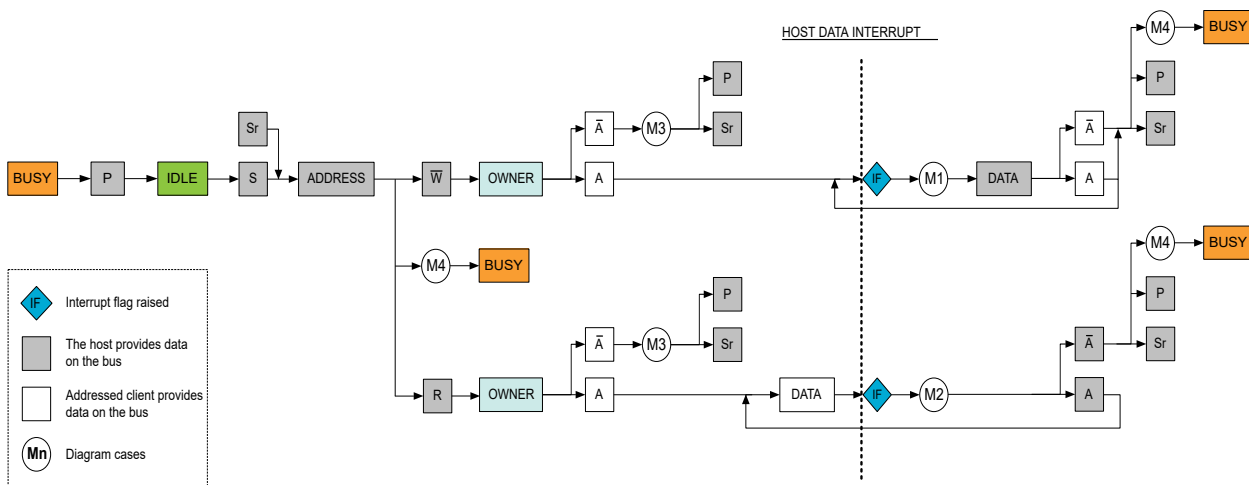 HOST DATA INTERRUPT
M4
BUSY
P
Sr
A̅
M3
P
Sr
A̅
Sr
A
BUSY
P
IDLE
S
ADDRESS
W̅
OWNER
A
IF
M1
DATA
A
M4
BUSY
M4
BUSY
P
P
A̅
M3
Sr
A̅
Sr
R
OWNER
A
DATA
IF
M2
A
IF
Interrupt flag raised
The host provides data
on the bus
Addressed client provides
data on the bus
Mn
Diagram cases